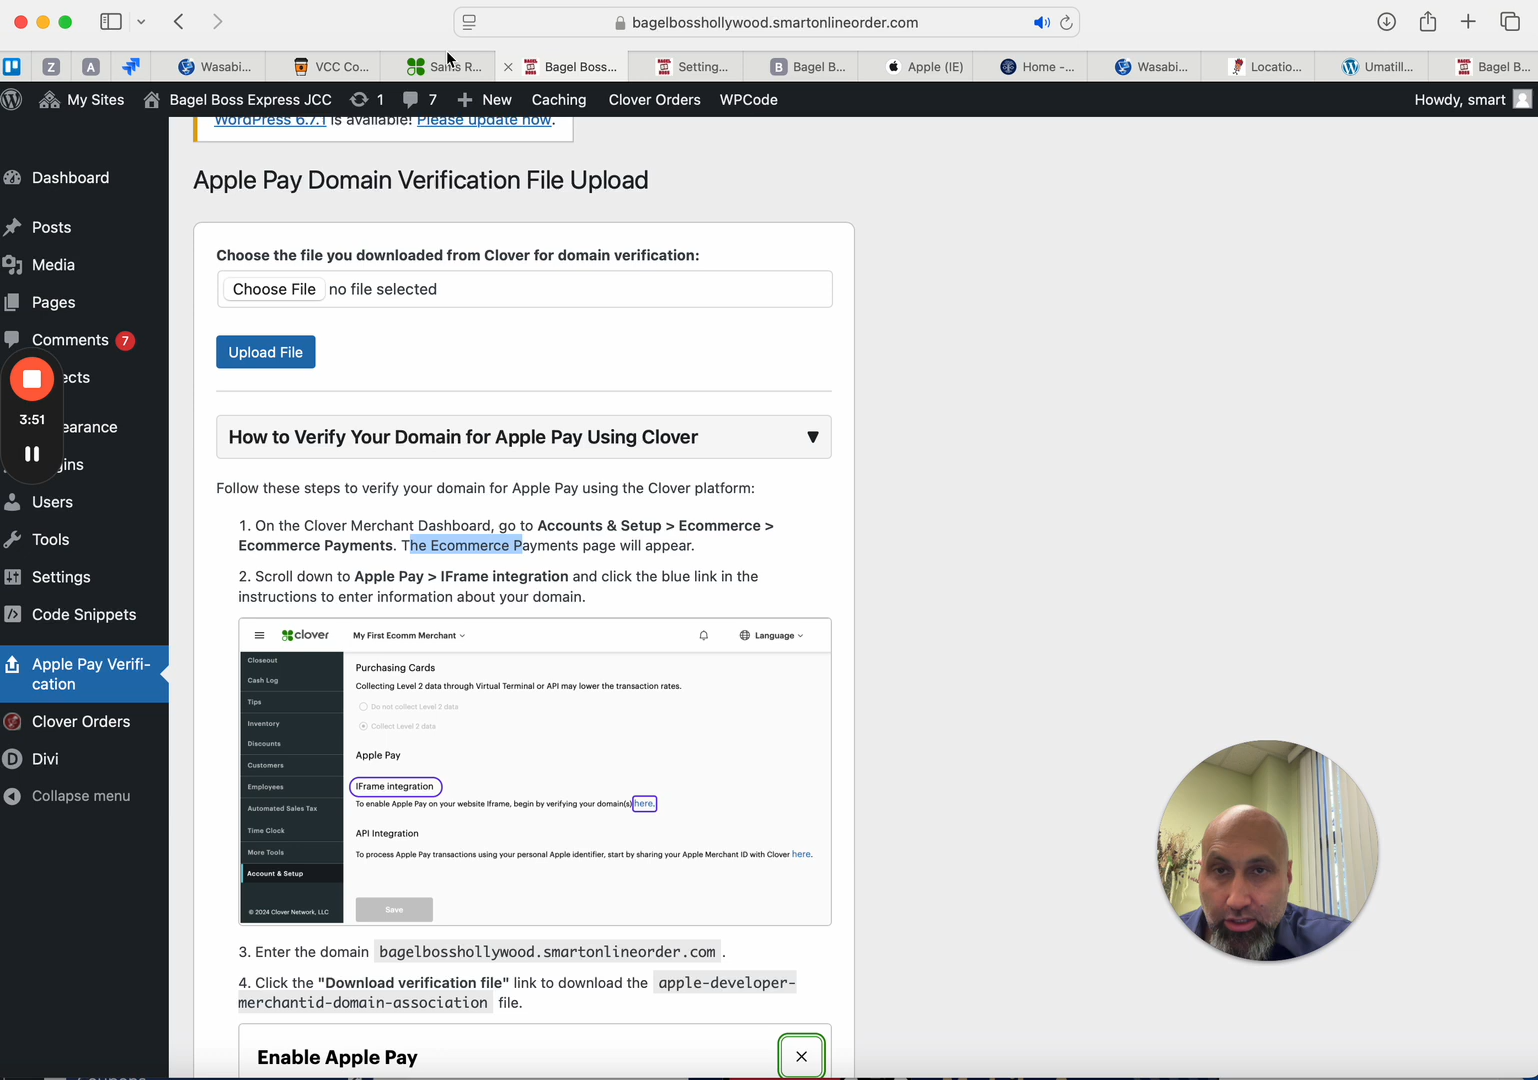 bagelbosshollywood.smartonlineorder.com
Z
A
Wasabi...
VCC Co...
Sam's R...
Bagel Boss...
Setting...
B
Bagel B...
Apple (IE)
Home -...
Wasabi...
Locatio...
Umatill...
Bagel B...
My Sites
Bagel Boss Express JCC
1
7
New
Caching
Clover Orders
WPCode
Howdy, smart
WordPress 6.7.1 is available! Please update now.
Dashboard
Posts
Media
Pages
Comments 7
ects
earance
gins
3:51
Users
Tools
Settings
Code Snippets
Apple Pay Verifi-
cation
Clover Orders
Divi
Collapse menu
Apple Pay Domain Verification File Upload
Choose the file you downloaded from Clover for domain verification:
Choose File no file selected
Upload File
How to Verify Your Domain for Apple Pay Using Clover
Follow these steps to verify your domain for Apple Pay using the Clover platform:
1. On the Clover Merchant Dashboard, go to Accounts & Setup > Ecommerce >
Ecommerce Payments. The Ecommerce Payments page will appear.
2. Scroll down to Apple Pay > IFrame integration and click the blue link in the
instructions to enter information about your domain.
clover
My First Ecomm Merchant
Language
Closeout
Cash Log
Tips
Inventory
Discounts
Customers
Employees
Automated Sales Tax
Time Clock
More Tools
Account & Setup
© 2024 Clover Network, LLC
Purchasing Cards
Collecting Level 2 data through Virtual Terminal or API may lower the transaction rates.
Do not collect Level 2 data
Collect Level 2 data
Apple Pay
IFrame integration
To enable Apple Pay on your website Iframe, begin by verifying your domain(s) here.
API Integration
To process Apple Pay transactions using your personal Apple identifier, start by sharing your Apple Merchant ID with Clover here.
Save
3. Enter the domain bagelbosshollywood.smartonlineorder.com .
4. Click the "Download verification file" link to download the apple-developer-
merchantid-domain-association file.
Enable Apple Pay